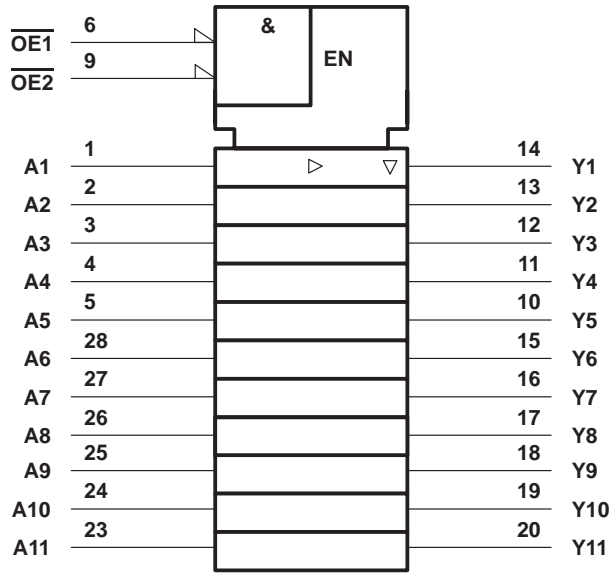 6 &
OE1
9 EN
OE2
1 14
A1 Y1
2 13
A2 Y2
3 12
A3 Y3
4 11
A4 Y4
5 10
A5 Y5
28 15
A6 Y6
27 16
A7 Y7
26 17
A8 Y8
25 18
A9 Y9
24 19
A10 Y10
23 20
A11 Y11